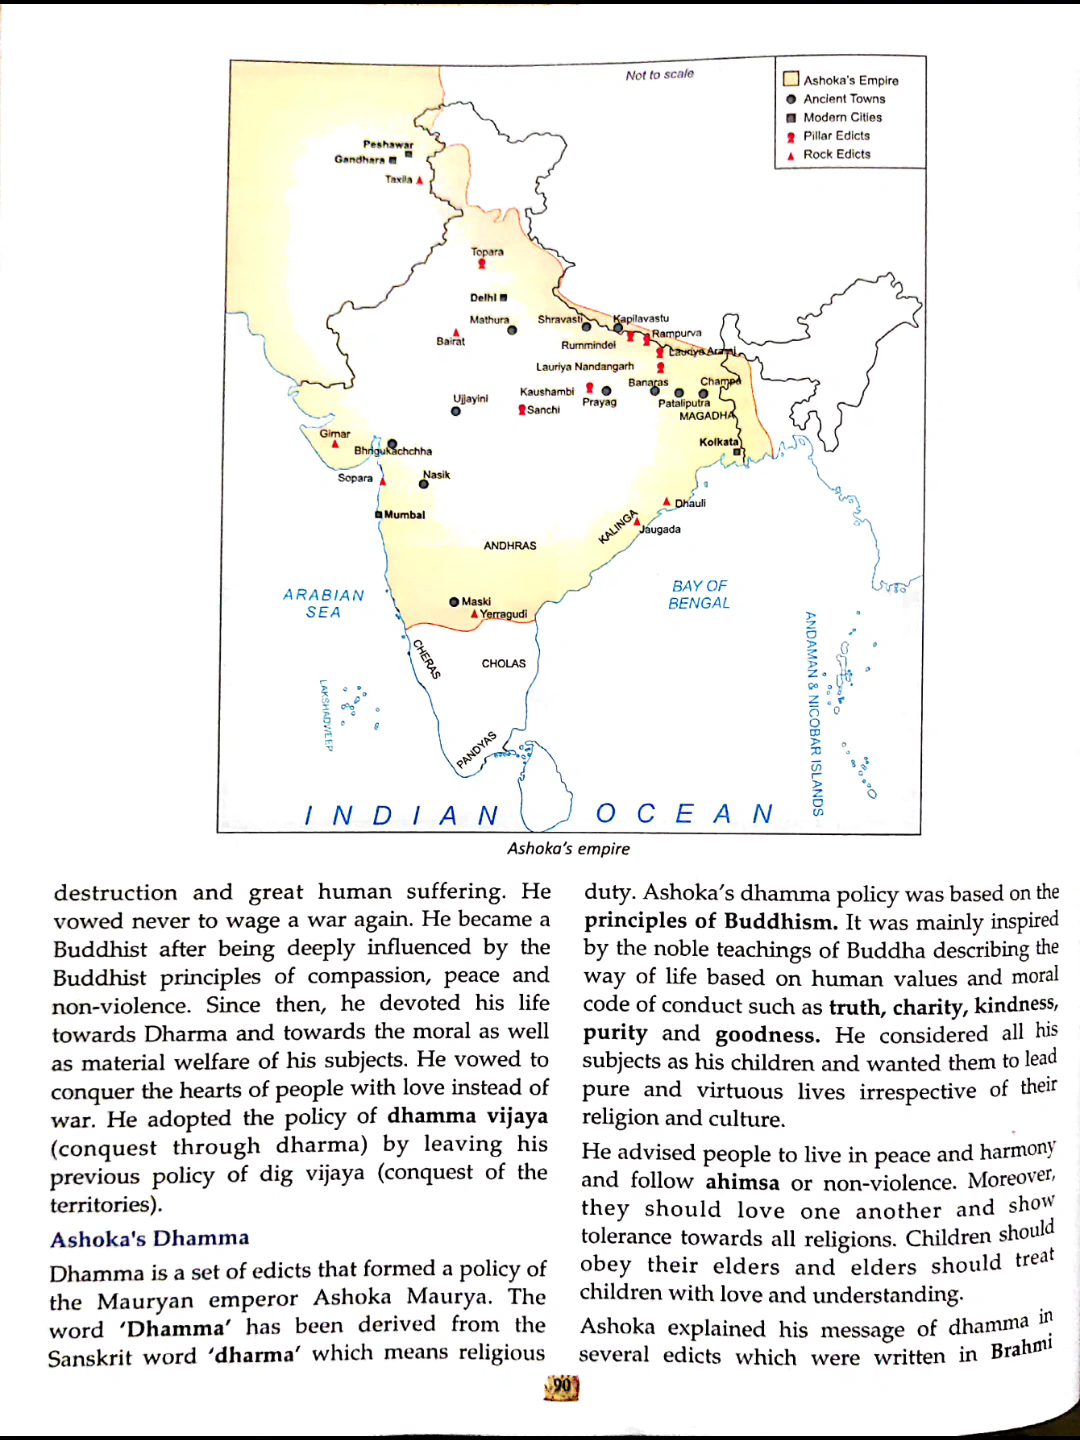 Not to scale
Ashoka's Empire
Ancient Towns
Modern Cities
Pillar Edicts
Rock Edicts
Peshawar
Gandhara
Taxila
Topara
Delhi
Mathura
Shravasti
Kapilavastu
Bairat
Rummindei
Rampurva
Lauriya
Lauriya Nandangarh
Kaushambi
Banaras
Champa
Ujjayini
Sanchi
Prayag
Pataliputra
MAGADHA
Girnar
Kolkata
Bhrigukachchha
Sopara
Nasik
Dhauli
Mumbai
KALINGA
Jaugada
ANDHRAS
ARABIAN
SEA
BAY OF
BENGAL
Maski
Yerragudi
CHERAS
CHOLAS
ANDAMAN & NICOBAR ISLANDS
LAKSHADWEEP
PANDYAS
INDIAN OCEAN
Ashoka's empire
destruction and great human suffering. He
vowed never to wage a war again. He became a
Buddhist after being deeply influenced by the
Buddhist principles of compassion, peace and
non-violence. Since then, he devoted his life
towards Dharma and towards the moral as well
as material welfare of his subjects. He vowed to
conquer the hearts of people with love instead of
war. He adopted the policy of dhamma vijaya
(conquest through dharma) by leaving his
previous policy of dig vijaya (conquest of the
territories).
Ashoka's Dhamma
Dhamma is a set of edicts that formed a policy of
the Mauryan emperor Ashoka Maurya. The
word 'Dhamma' has been derived from the
Sanskrit word 'dharma' which means religious
duty. Ashoka's dhamma policy was based on the
principles of Buddhism. It was mainly inspired
by the noble teachings of Buddha describing the
way of life based on human values and moral
code of conduct such as truth, charity, kindness,
purity and goodness. He considered all his
subjects as his children and wanted them to lead
pure and virtuous lives irrespective of their
religion and culture.
He advised people to live in peace and harmony
and follow ahimsa or non-violence. Moreover,
they should love one another and show
tolerance towards all religions. Children should
obey their elders and elders should treat
children with love and understanding.
Ashoka explained his message of dhamma in
several edicts which were written in Brahmi
90